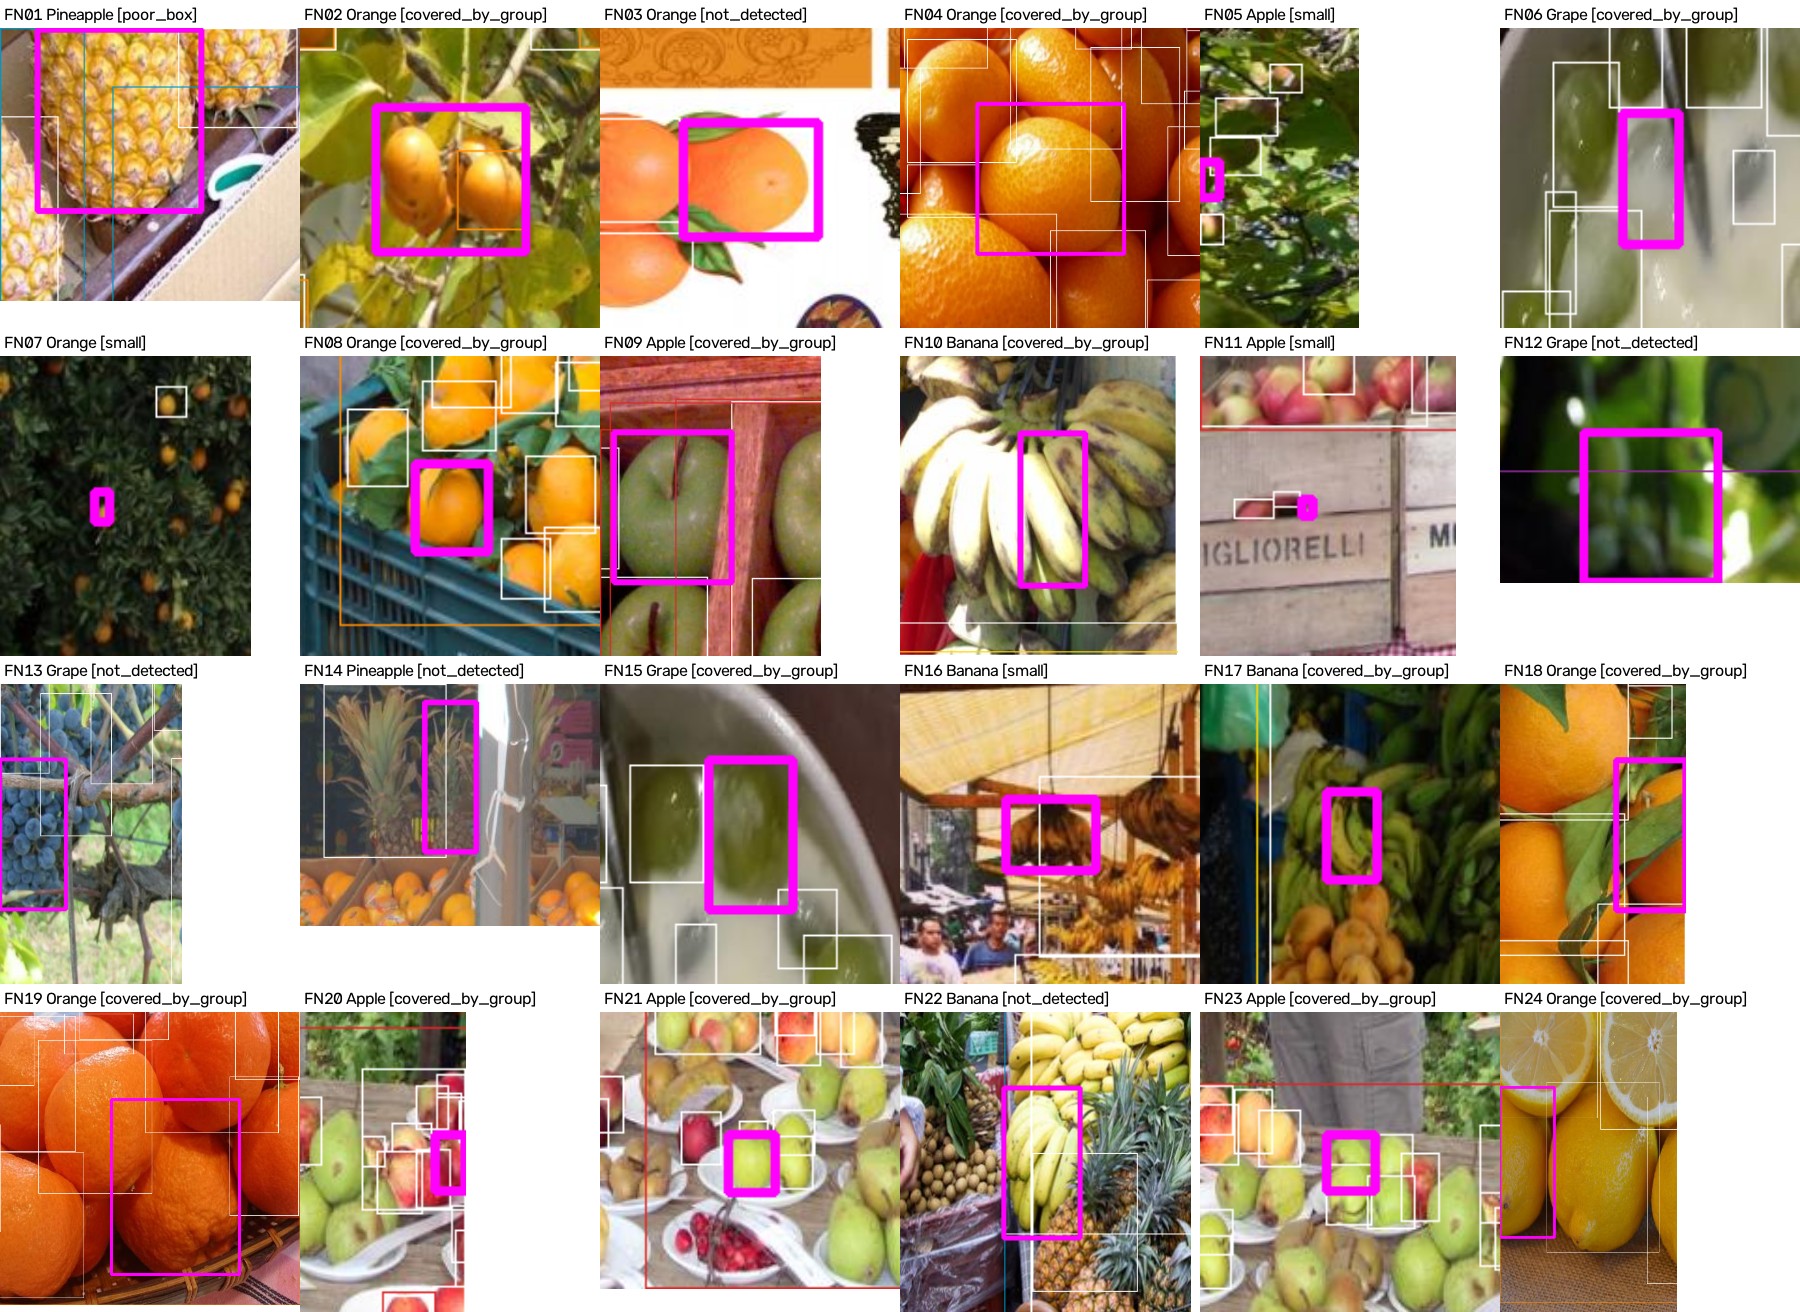 FN01 Pineapple [poor_box]
FN02 Orange [covered_by_group]
FN03 Orange [not_detected]
FN04 Orange [covered_by_group]
FN05 Apple [small]
FN06 Grape [covered_by_group]
FN07 Orange [small]
FN08 Orange [covered_by_group]
FN09 Apple [covered_by_group]
FN10 Banana [covered_by_group]
FN11 Apple [small]
FN12 Grape [not_detected]
IGLIORELLI
FN13 Grape [not_detected]
FN14 Pineapple [not_detected]
FN15 Grape [covered_by_group]
FN16 Banana [small]
FN17 Banana [covered_by_group]
FN18 Orange [covered_by_group]
FN19 Orange [covered_by_group]
FN20 Apple [covered_by_group]
FN21 Apple [covered_by_group]
FN22 Banana [not_detected]
FN23 Apple [covered_by_group]
FN24 Orange [covered_by_group]